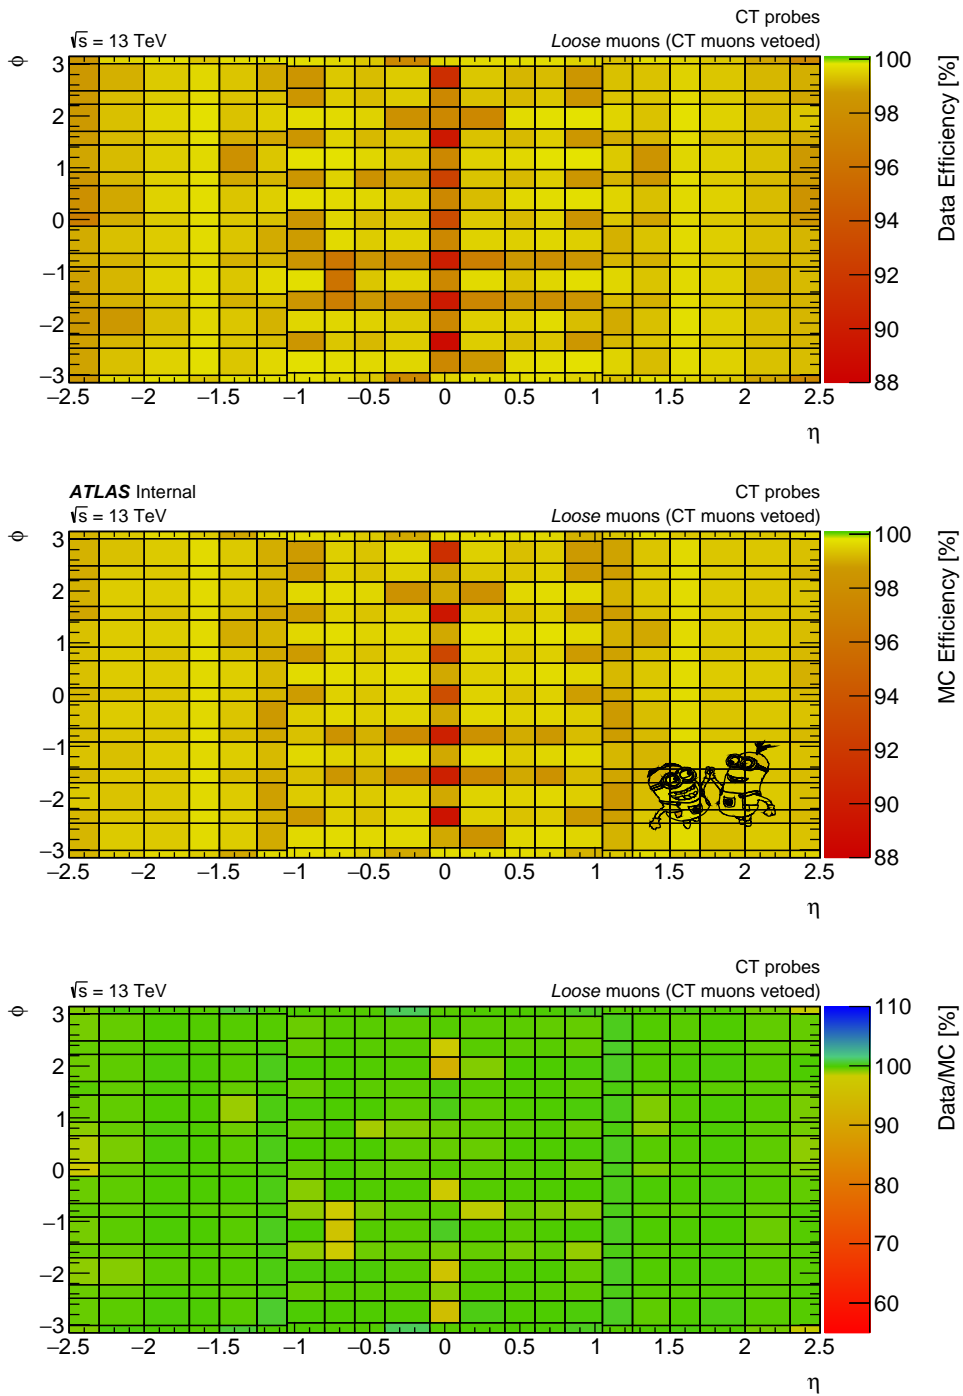 CT probes
√s = 13 TeV
Loose muons (CT muons vetoed)
ϕ
3
2
1
0
−1
−2
−3
−2.5 −2 −1.5 −1 −0.5 0 0.5 1 1.5 2 2.5
η
100
98
96
94
92
90
88
Data Efficiency [%]
ATLAS Internal
CT probes
√s = 13 TeV
Loose muons (CT muons vetoed)
ϕ
3
2
1
0
−1
−2
−3
−2.5 −2 −1.5 −1 −0.5 0 0.5 1 1.5 2 2.5
η
100
98
96
94
92
90
88
MC Efficiency [%]
CT probes
√s = 13 TeV
Loose muons (CT muons vetoed)
ϕ
3
2
1
0
−1
−2
−3
−2.5 −2 −1.5 −1 −0.5 0 0.5 1 1.5 2 2.5
η
110
100
90
80
70
60
Data/MC [%]